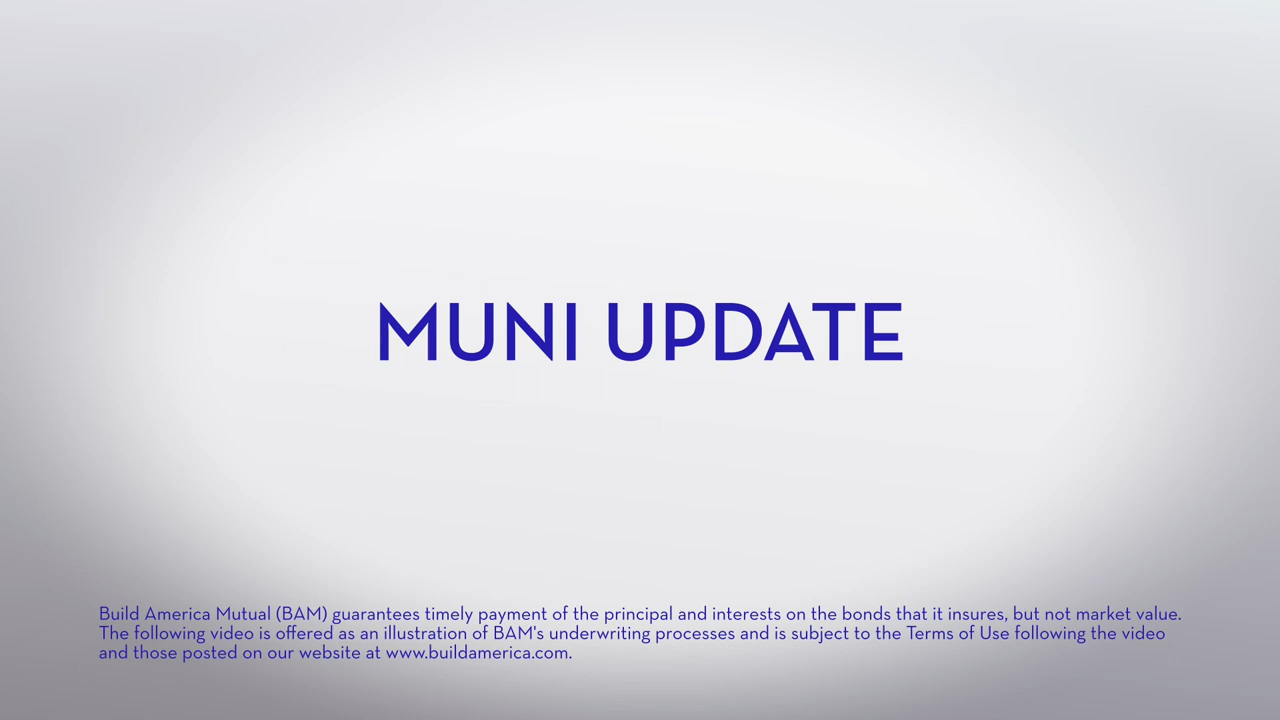 MUNI UPDATE
Build America Mutual (BAM) guarantees timely payment of the principal and interests on the bonds that it insures, but not market value.
The following video is offered as an illustration of BAM's underwriting processes and is subject to the Terms of Use following the video
and those posted on our website at www.buildamerica.com.